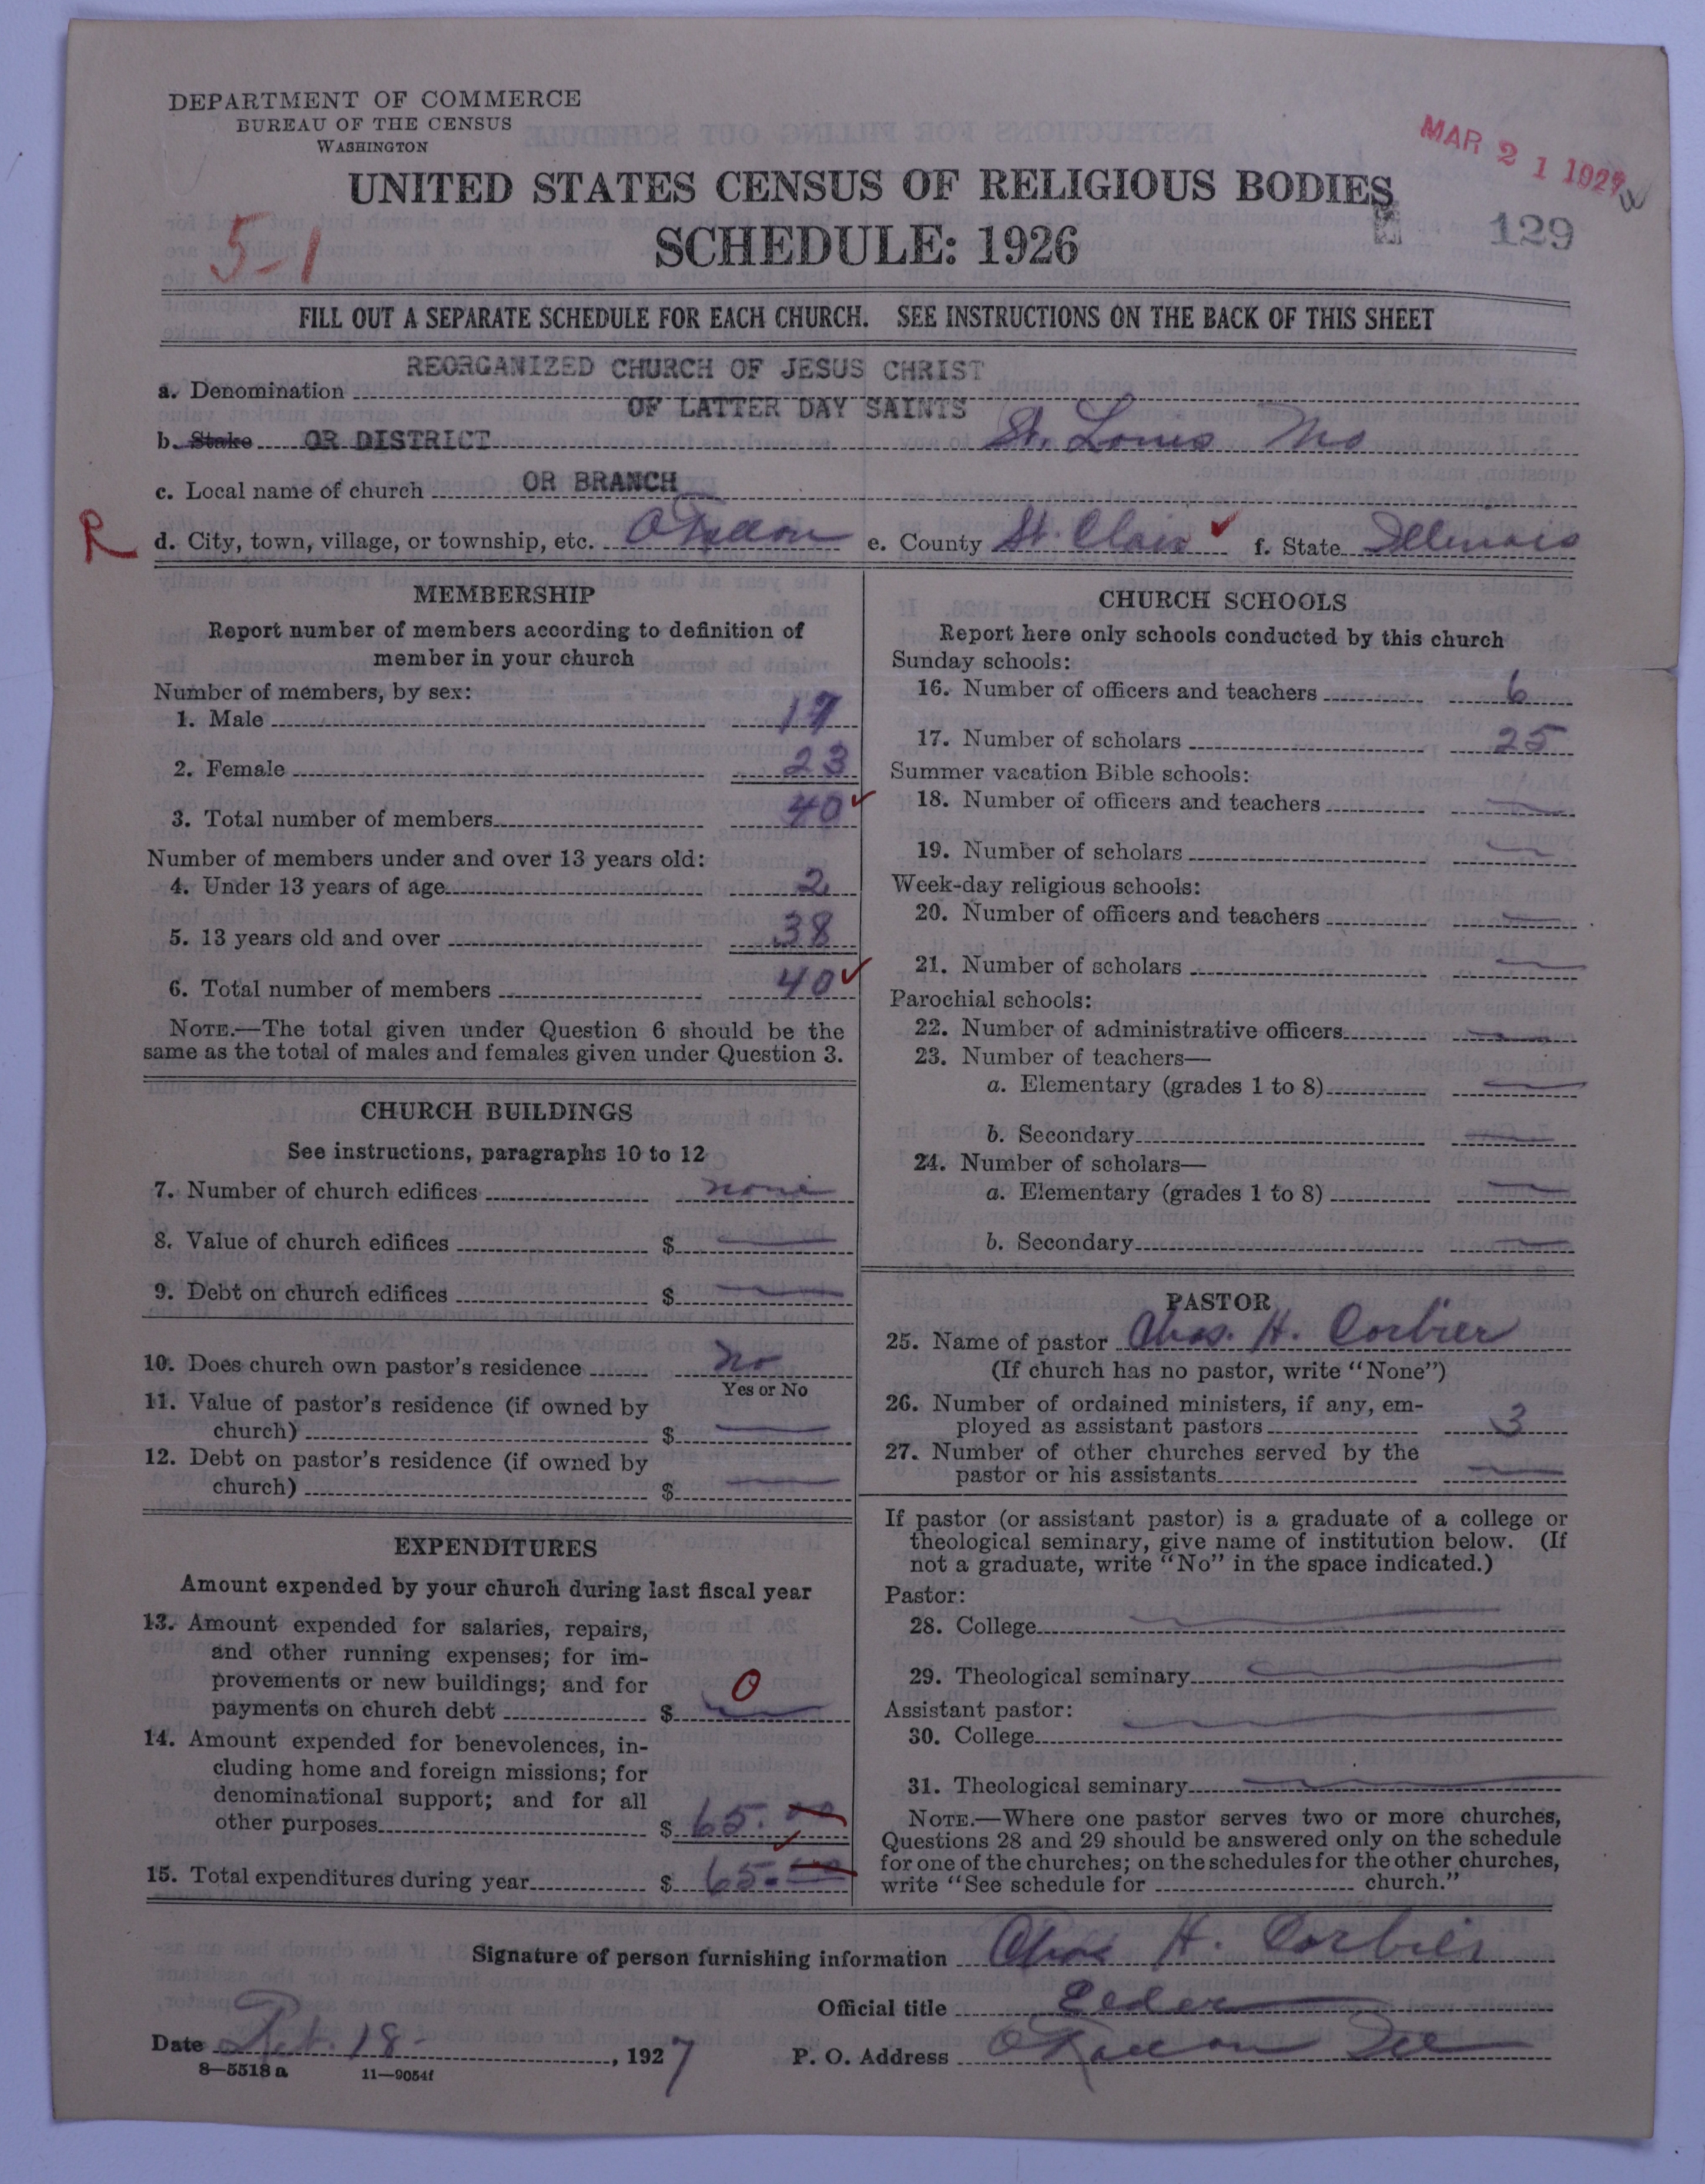 DEPARTMENT OF COMMERCE
BUREAU OF THE CENSUS
WASHINGTON
MAR 21 1927
UNITED STATES CENSUS OF RELIGIOUS BODIES
SCHEDULE: 1926
129
5-1
FILL OUT A SEPARATE SCHEDULE FOR EACH CHURCH. SEE INSTRUCTIONS ON THE BACK OF THIS SHEET
a. Denomination REORGANIZED CHURCH OF JESUS CHRIST
OF LATTER DAY SAINTS
b. Stake OR DISTRICT St. Louis Mo
c. Local name of church OR BRANCH
R
d. City, town, village, or township, etc. O'Fallon e. County St. Clair ✓ f. State Illinois
MEMBERSHIP
Report number of members according to definition of
member in your church
Number of members, by sex:
1. Male 17
2. Female 23
3. Total number of members 40 ✓
Number of members under and over 13 years old:
4. Under 13 years of age 2
5. 13 years old and over 38
6. Total number of members 40 ✓
NOTE.—The total given under Question 6 should be the
same as the total of males and females given under Question 3.
CHURCH BUILDINGS
See instructions, paragraphs 10 to 12
7. Number of church edifices none
8. Value of church edifices $ —
9. Debt on church edifices $ —
10. Does church own pastor's residence no
Yes or No
11. Value of pastor's residence (if owned by
church) $ —
12. Debt on pastor's residence (if owned by
church) $ —
EXPENDITURES
Amount expended by your church during last fiscal year
13. Amount expended for salaries, repairs,
and other running expenses; for im-
provements or new buildings; and for
payments on church debt $ — 0
14. Amount expended for benevolences, in-
cluding home and foreign missions; for
denominational support; and for all
other purposes $ 65.00
15. Total expenditures during year $ 65.00
CHURCH SCHOOLS
Report here only schools conducted by this church
Sunday schools:
16. Number of officers and teachers 6
17. Number of scholars 25
Summer vacation Bible schools:
18. Number of officers and teachers —
19. Number of scholars —
Week-day religious schools:
20. Number of officers and teachers —
21. Number of scholars —
Parochial schools:
22. Number of administrative officers —
23. Number of teachers—
a. Elementary (grades 1 to 8) —
b. Secondary —
24. Number of scholars—
a. Elementary (grades 1 to 8) —
b. Secondary —
PASTOR
25. Name of pastor Chas. H. Corbier
(If church has no pastor, write "None")
26. Number of ordained ministers, if any, em-
ployed as assistant pastors 3
27. Number of other churches served by the
pastor or his assistants —
If pastor (or assistant pastor) is a graduate of a college or
theological seminary, give name of institution below. (If
not a graduate, write "No" in the space indicated.)
Pastor:
28. College —
29. Theological seminary —
Assistant pastor:
30. College —
31. Theological seminary —
NOTE.—Where one pastor serves two or more churches,
Questions 28 and 29 should be answered only on the schedule
for one of the churches; on the schedules for the other churches,
write "See schedule for church."
Signature of person furnishing information Chas H. Corbier
Official title Elder
Date 18 - , 1927 P. O. Address O'Fallon Ill
8—5518 a 11—9054f